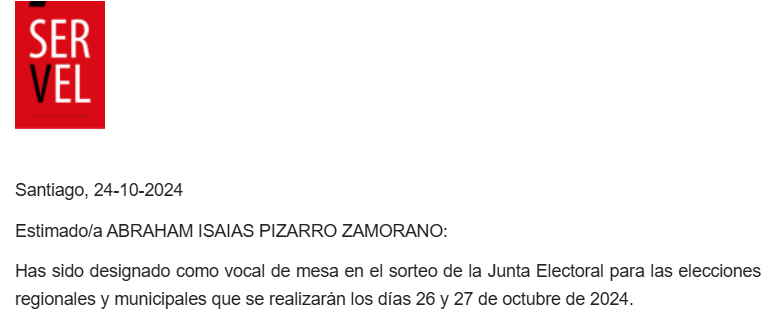 SER
VEL
Santiago, 24-10-2024
Estimado/a ABRAHAM ISAIAS PIZARRO ZAMORANO:
Has sido designado como vocal de mesa en el sorteo de la Junta Electoral para las elecciones
regionales y municipales que se realizarán los días 26 y 27 de octubre de 2024.